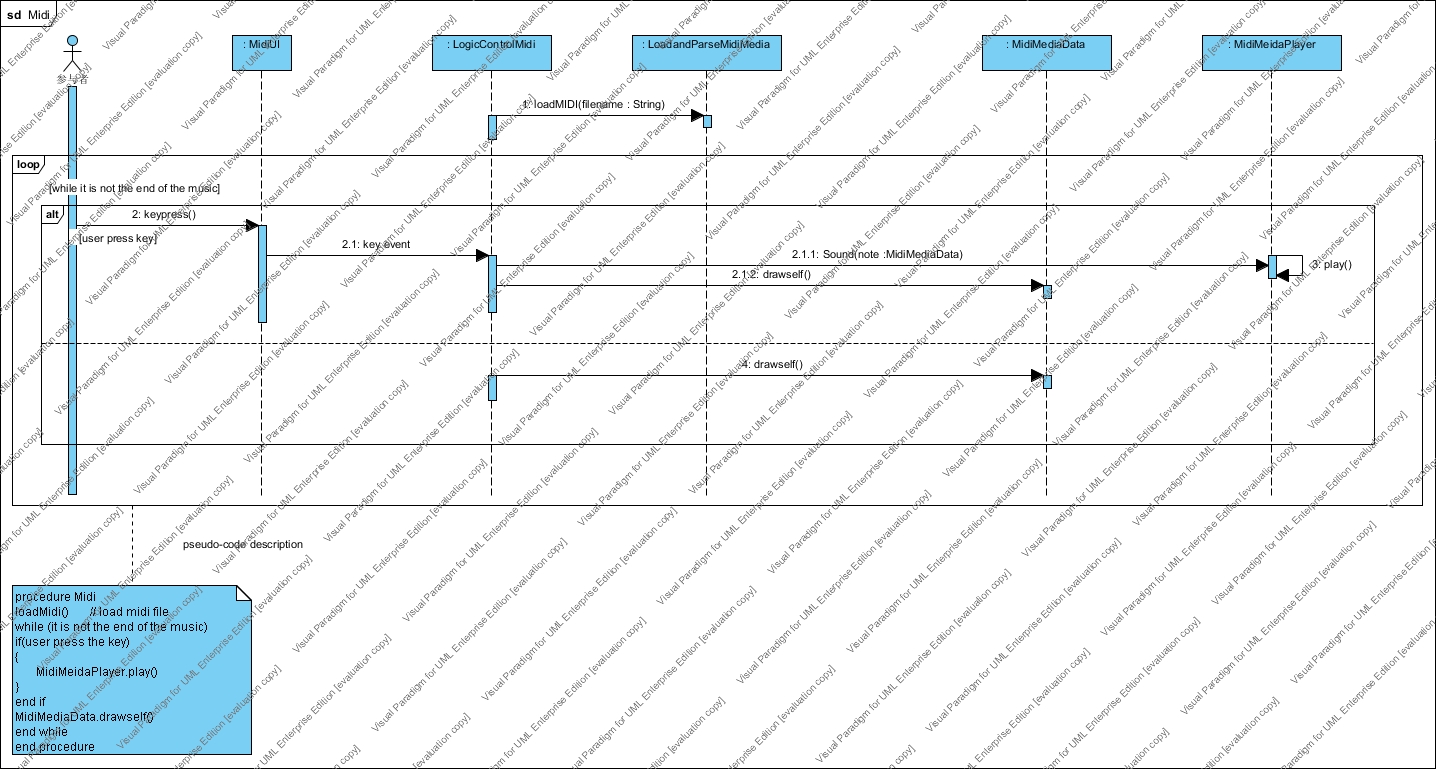 sd Midi
参与者
: MidiUI
: LogicControlMidi
: LoadandParseMidiMedia
: MidiMediaData
: MidiMeidaPlayer
1: loadMIDI(filename : String)
loop
[while it is not the end of the music]
alt
2: keypress()
[user press key]
2.1: key event
2.1.1: Sound(note :MidiMediaData)
2.1.2: drawself()
3: play()
4: drawself()
pseudo-code description
procedure Midi
loadMidi() // load midi file
while (it is not the end of the music)
if(user press the key)
{
MidiMeidaPlayer.play()
}
end if
MidiMediaData.drawself()
end while
end procedure
Visual Paradigm for UML Enterprise Edition [evaluation copy]